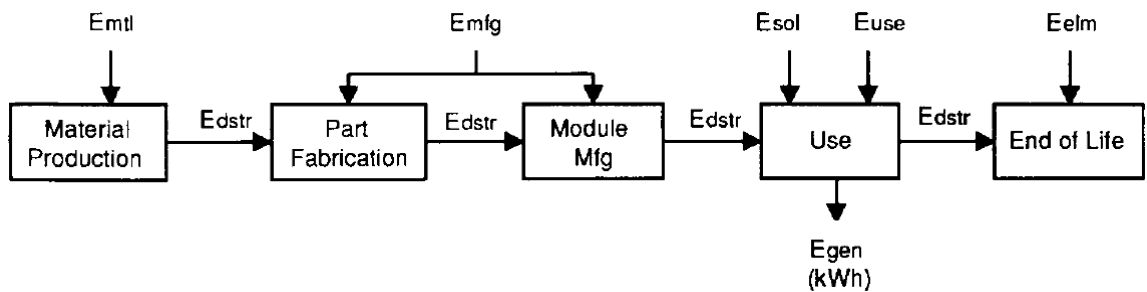 Emtl
Emfg
Esol
Euse
Eelm
Material
Production
Edstr
Part
Fabrication
Edstr
Module
Mfg
Edstr
Use
Edstr
End of Life
Egen
(kWh)